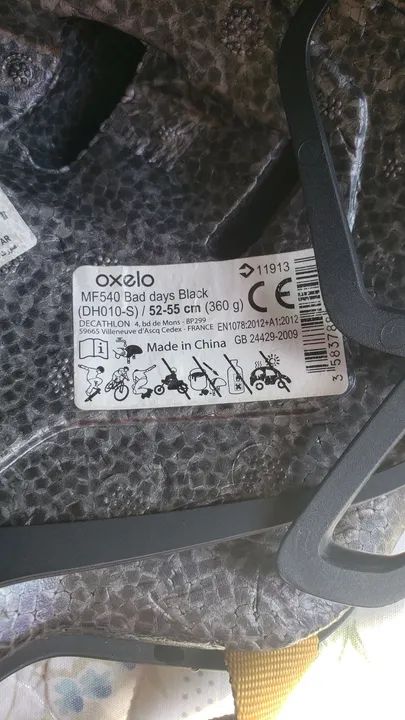 oxelo
11913
MF540 Bad days Black
(DH010-S) / 52-55 cm (360 g)
CE
DECATHLON 4, bd de Mons - BP299
59665 Villeneuve d'Ascq Cedex - FRANCE EN1078:2012+A1:2012
Made in China GB 24429-2009